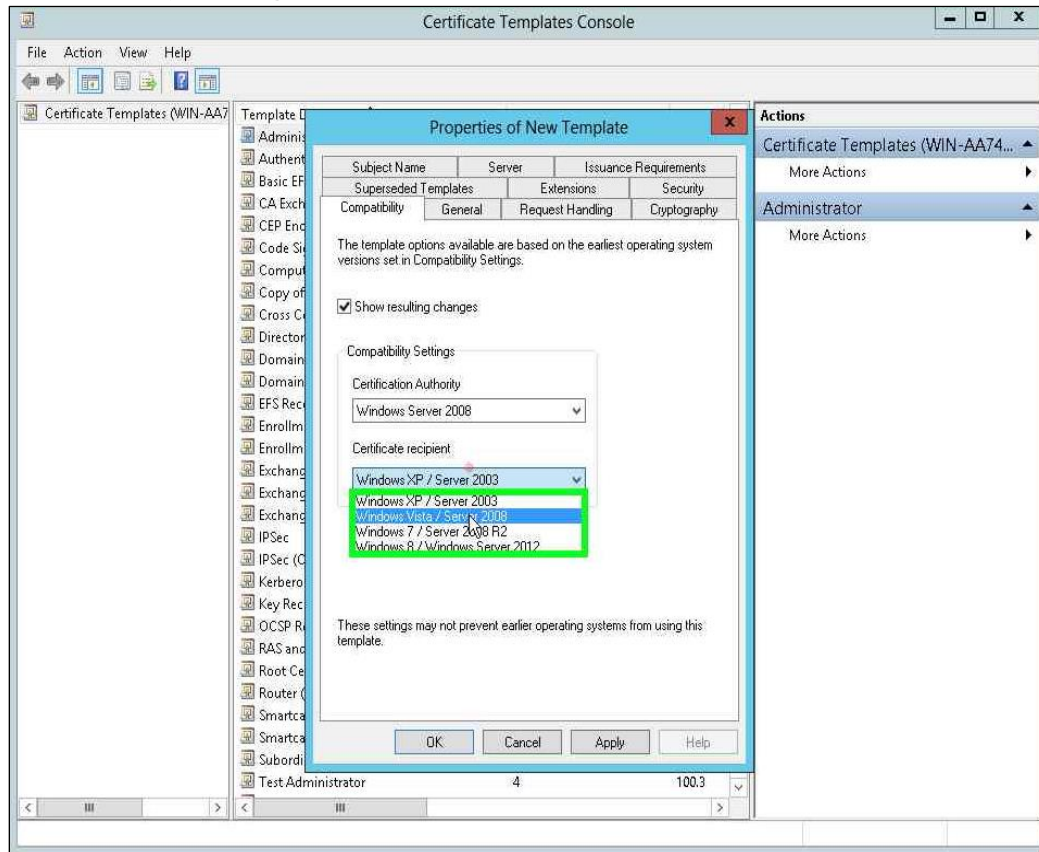 Certificate Templates Console
File Action View Help
Certificate Templates (WIN-AA7
Template D
Adminis
Authent
Basic EF
CA Exch
CEP Enc
Code Si
Comput
Copy of
Cross Ce
Director
Domain
Domain
EFS Reco
Enrollm
Enrollm
Exchang
Exchang
Exchang
IPSec
IPSec (O
Kerbero
Key Rec
OCSP Re
RAS and
Root Ce
Router (
Smartca
Smartca
Subordi
Test Administrator 4 100.3
Properties of New Template
Subject Name Server Issuance Requirements
Superseded Templates Extensions Security
Compatibility General Request Handling Cryptography
The template options available are based on the earliest operating system
versions set in Compatibility Settings.
Show resulting changes
Compatibility Settings
Certification Authority
Windows Server 2008
Certificate recipient
Windows XP / Server 2003
Windows XP / Server 2003
Windows Vista / Server 2008
Windows 7 / Server 2008 R2
Windows 8 / Windows Server 2012
These settings may not prevent earlier operating systems from using this
template.
OK Cancel Apply Help
Actions
Certificate Templates (WIN-AA74...
More Actions
Administrator
More Actions